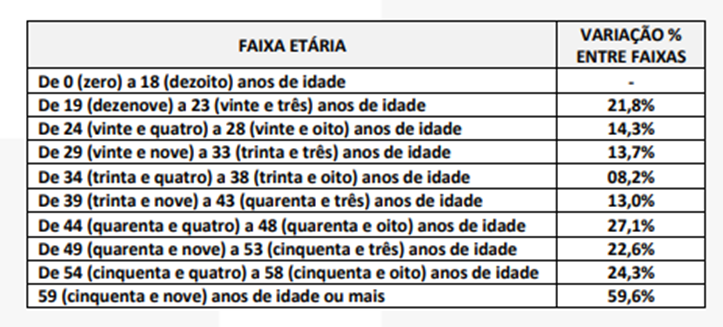 FAIXA ETÁRIA VARIAÇÃO % ENTRE FAIXAS
De 0 (zero) a 18 (dezoito) anos de idade -
De 19 (dezenove) a 23 (vinte e três) anos de idade 21,8%
De 24 (vinte e quatro) a 28 (vinte e oito) anos de idade 14,3%
De 29 (vinte e nove) a 33 (trinta e três) anos de idade 13,7%
De 34 (trinta e quatro) a 38 (trinta e oito) anos de idade 08,2%
De 39 (trinta e nove) a 43 (quarenta e três) anos de idade 13,0%
De 44 (quarenta e quatro) a 48 (quarenta e oito) anos de idade 27,1%
De 49 (quarenta e nove) a 53 (cinquenta e três) anos de idade 22,6%
De 54 (cinquenta e quatro) a 58 (cinquenta e oito) anos de idade 24,3%
59 (cinquenta e nove) anos de idade ou mais 59,6%